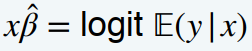 xβ̂ = logit 𝔼(y|x)